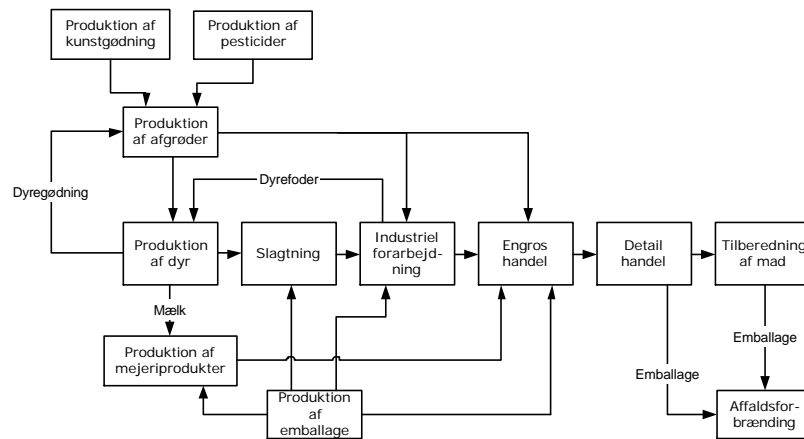 Produktion af
kunstgødning
Produktion af
pesticider
Produktion
af afgrøder
Dyrefoder
Dyregødning
Produktion
af dyr
Slagtning
Industriel
forarbejd-
ning
Engros
handel
Detail
handel
Tilberedning
af mad
Mælk
Emballage
Produktion af
mejeriprodukter
Emballage
Produktion
af
emballage
Affaldsfor-
brænding